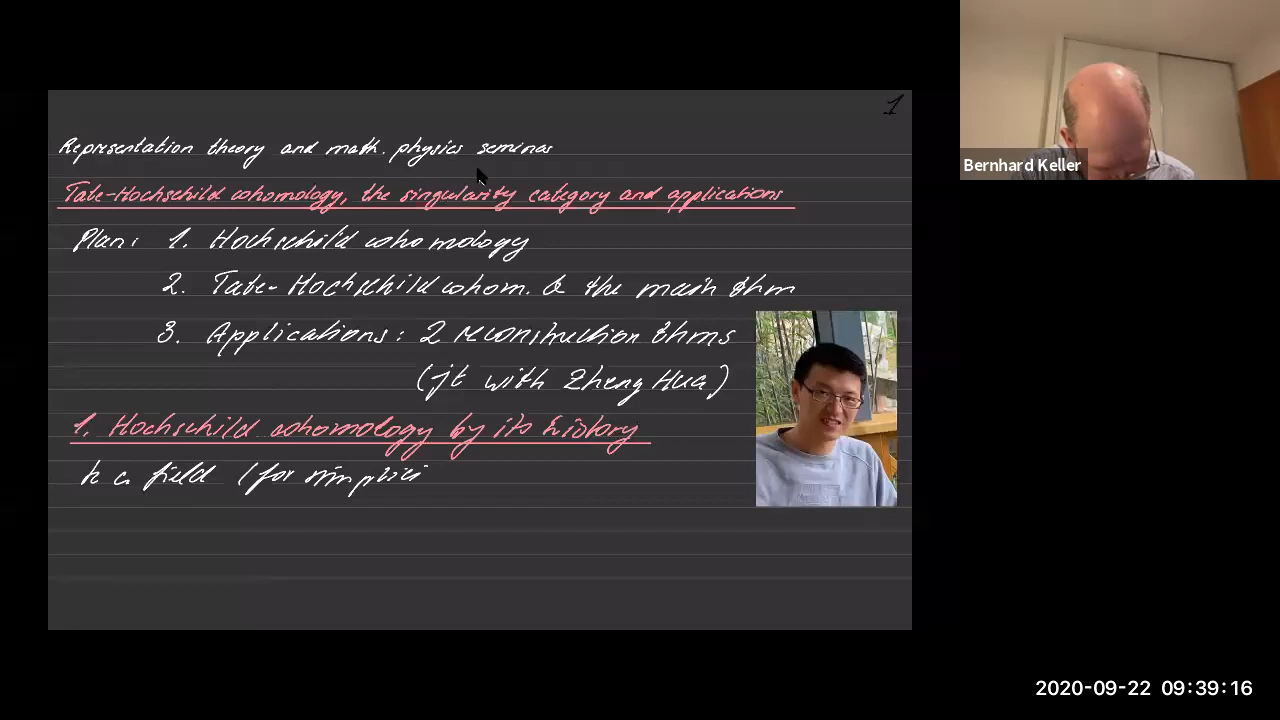 1
Representation theory and math. physics seminar
Tate-Hochschild cohomology, the singularity category and applications
Plan: 1. Hochschild cohomology
2. Tate-Hochschild cohom. & the main thm
3. Applications: 2 reconstruction thms
(jt with Zheng Hua)
1. Hochschild cohomology by its history
k a field (for simplici
Bernhard Keller
2020-09-22 09:39:16